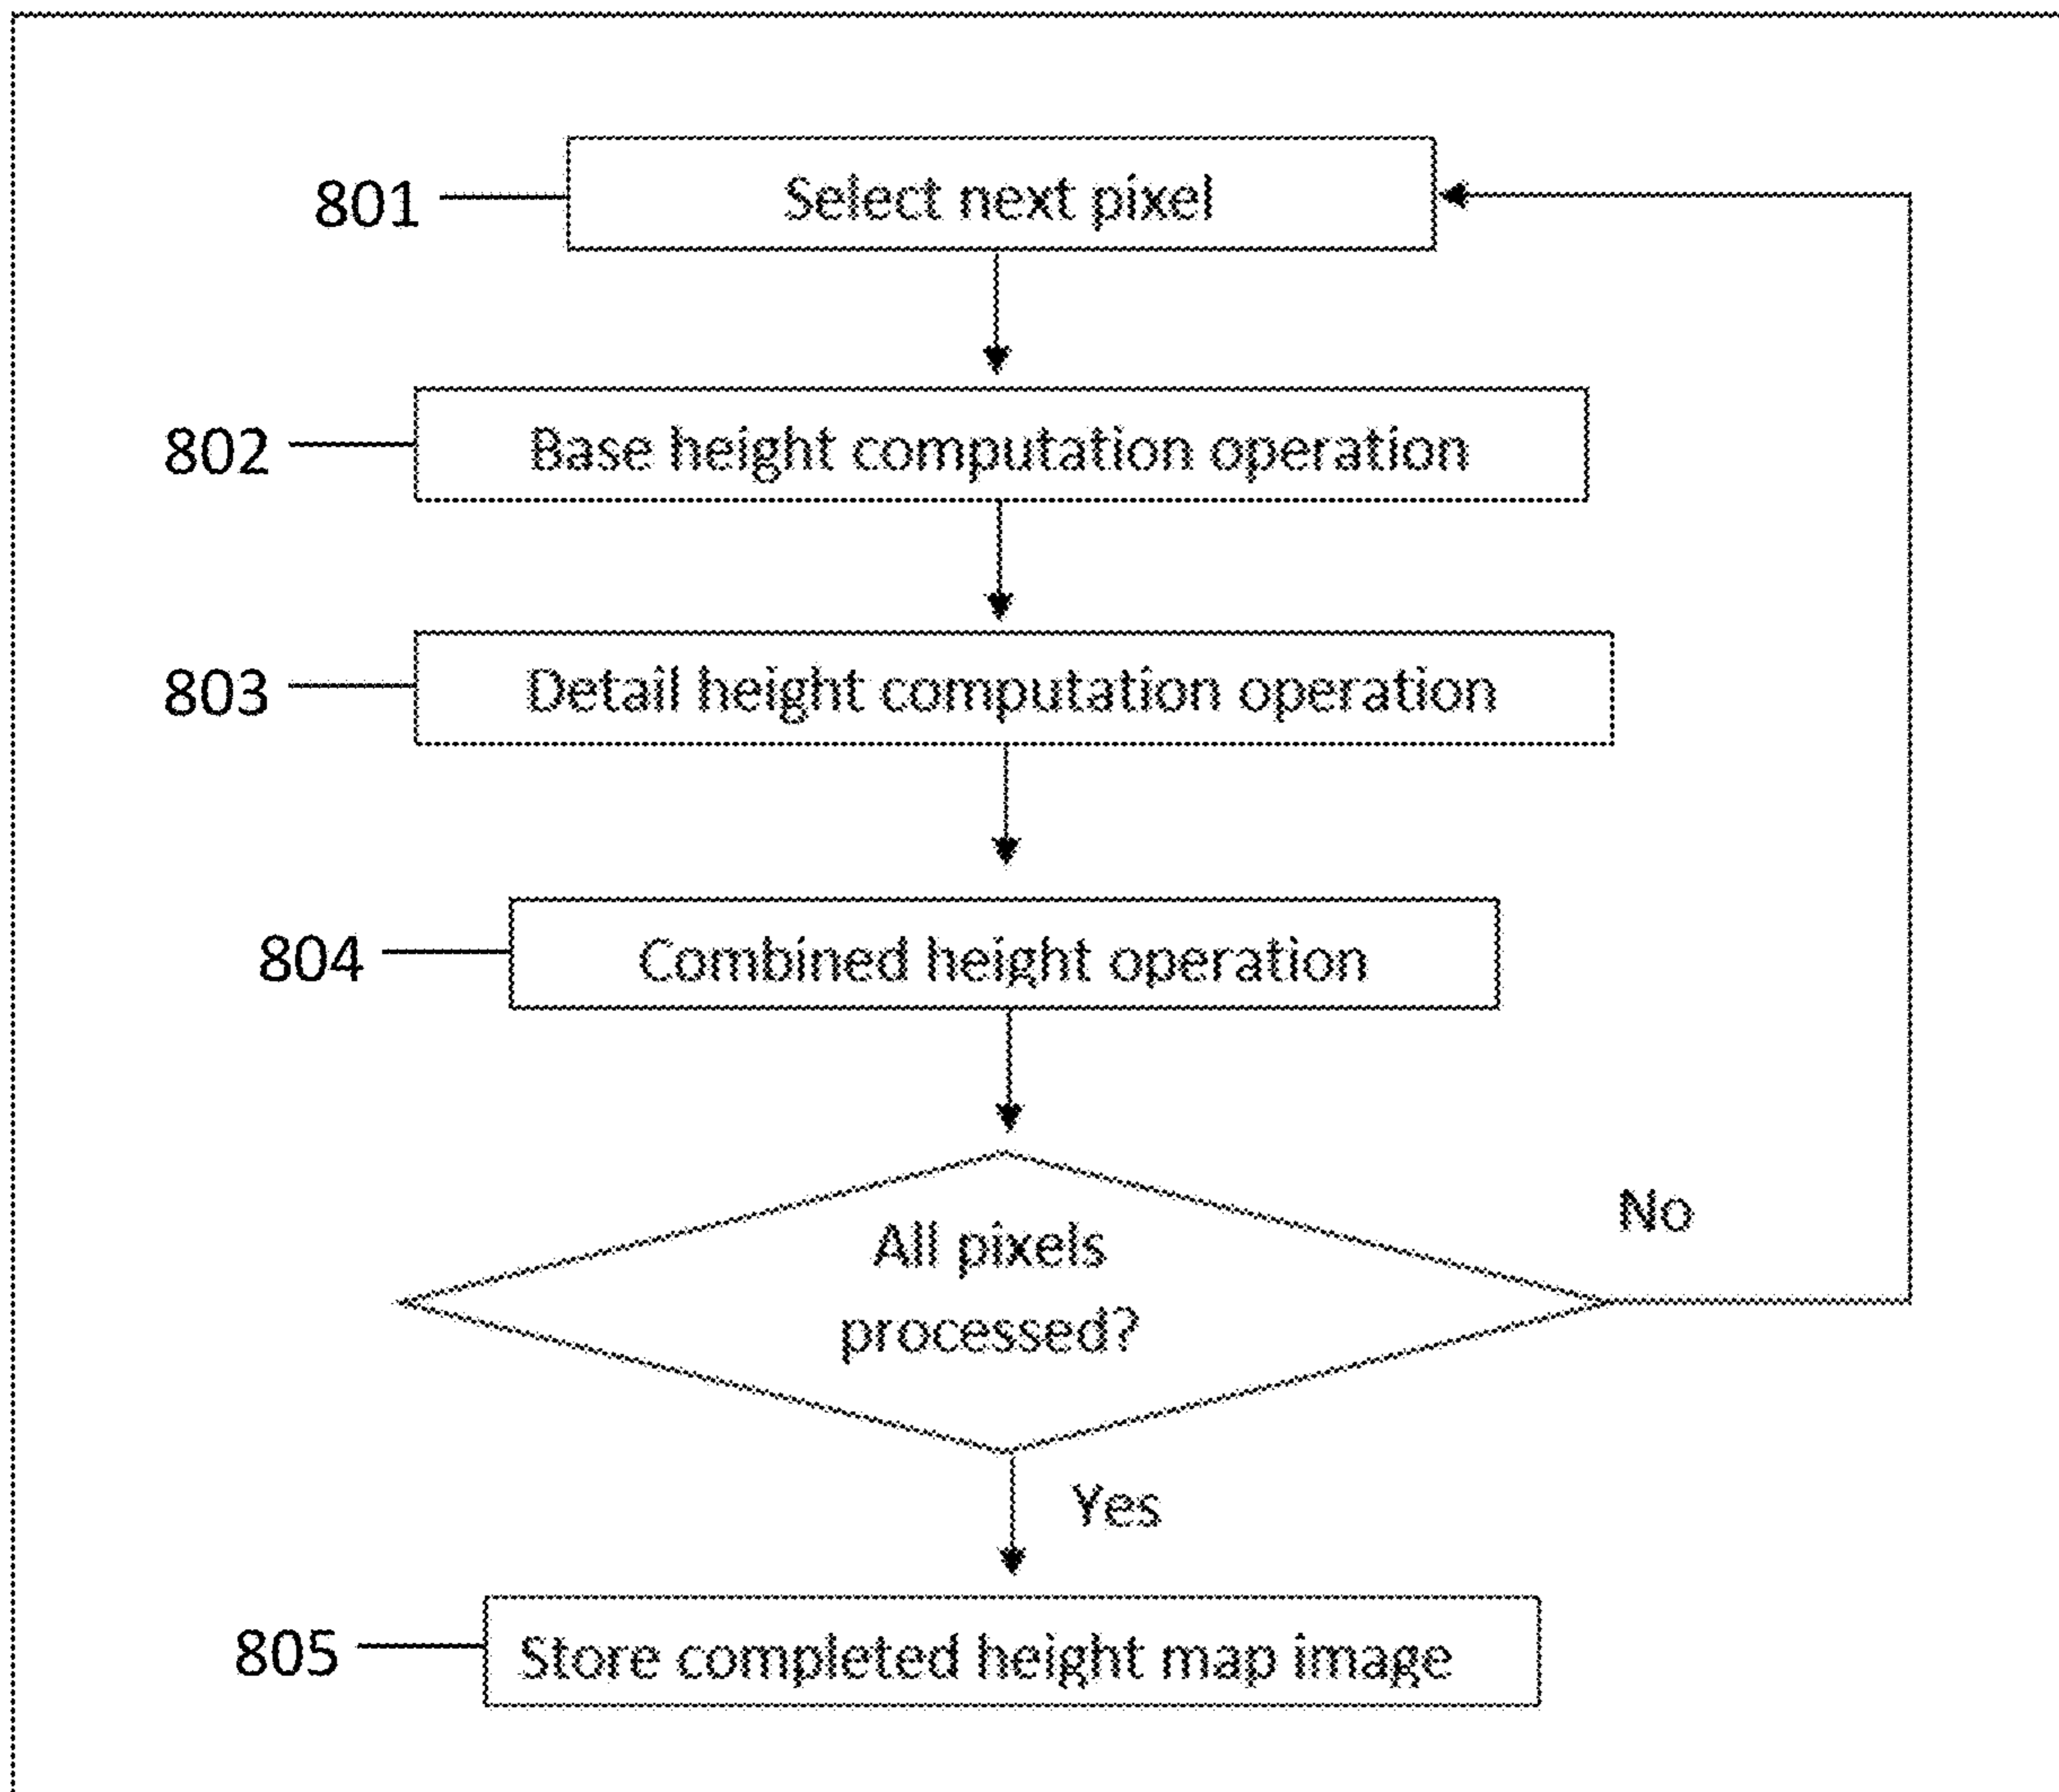 801 Select next pixel
802 Base height computation operation
803 Detail height computation operation
804 Combined height operation
All pixels
processed?
No
Yes
805 Store completed height map image